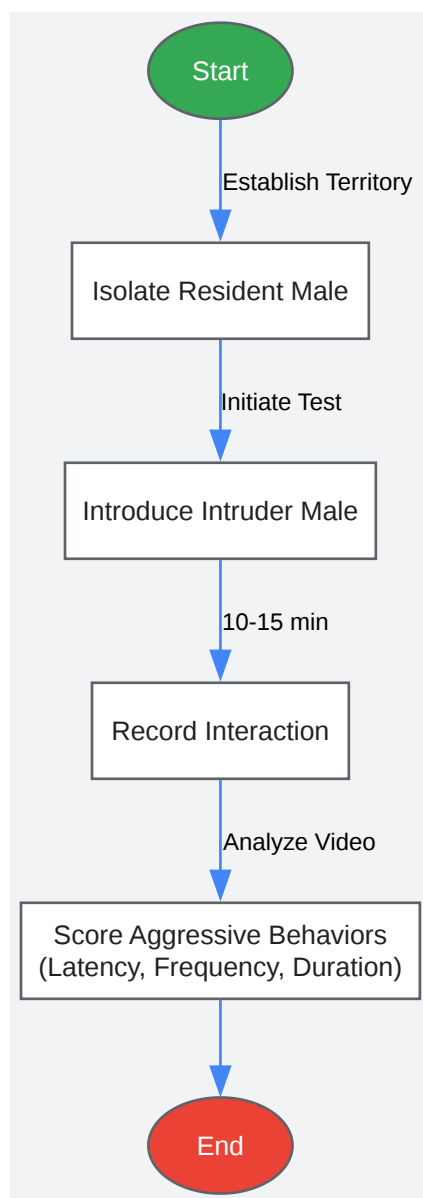 Start
Establish Territory
Isolate Resident Male
Initiate Test
Introduce Intruder Male
10-15 min
Record Interaction
Analyze Video
Score Aggressive Behaviors
(Latency, Frequency, Duration)
End